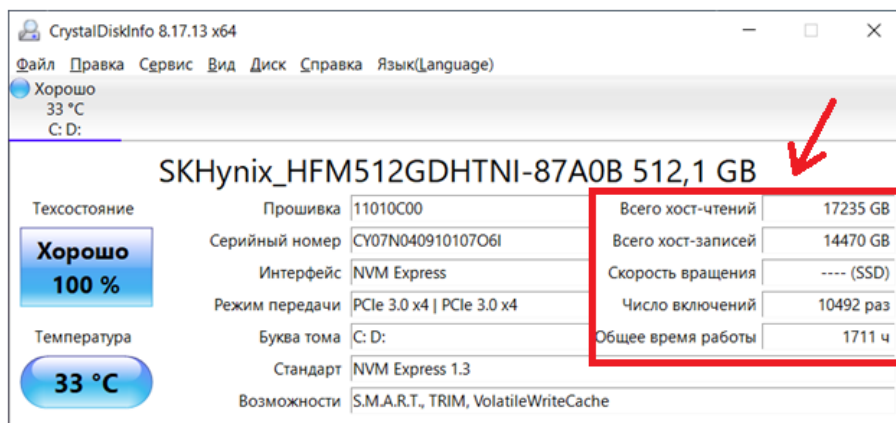 CrystalDiskInfo 8.17.13 x64
Файл Правка Сервис Вид Диск Справка Язык(Language)
Хорошо
33 °C
C: D:
SKHynix_HFM512GDHTNI-87A0B 512,1 GB
Техсостояние
Хорошо
100 %
Температура
33 °C
Прошивка 11010C00
Серийный номер CY07N040910107O6I
Интерфейс NVM Express
Режим передачи PCIe 3.0 x4 | PCIe 3.0 x4
Буква тома C: D:
Стандарт NVM Express 1.3
Возможности S.M.A.R.T., TRIM, VolatileWriteCache
Всего хост-чтений 17235 GB
Всего хост-записей 14470 GB
Скорость вращения ---- (SSD)
Число включений 10492 раз
Общее время работы 1711 ч